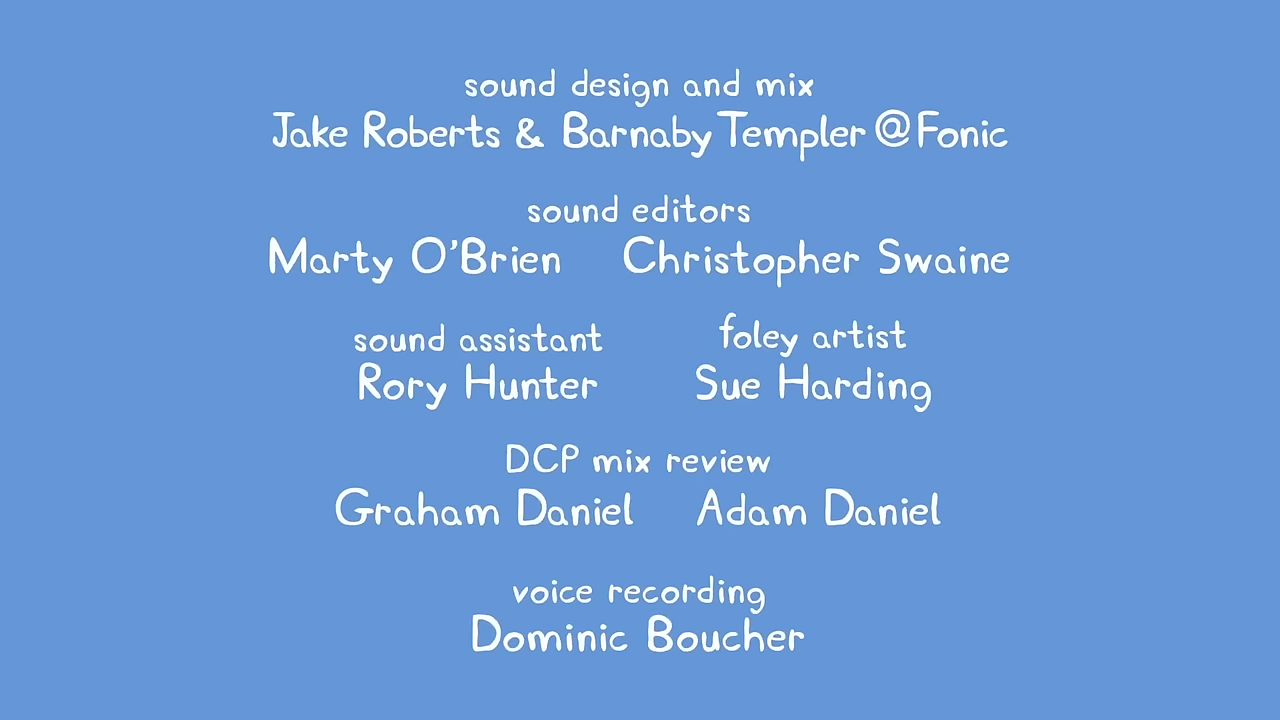 sound design and mix
Jake Roberts & Barnaby Templer @ Fonic
sound editors
Marty O'Brien Christopher Swaine
sound assistant foley artist
Rory Hunter Sue Harding
DCP mix review
Graham Daniel Adam Daniel
voice recording
Dominic Boucher